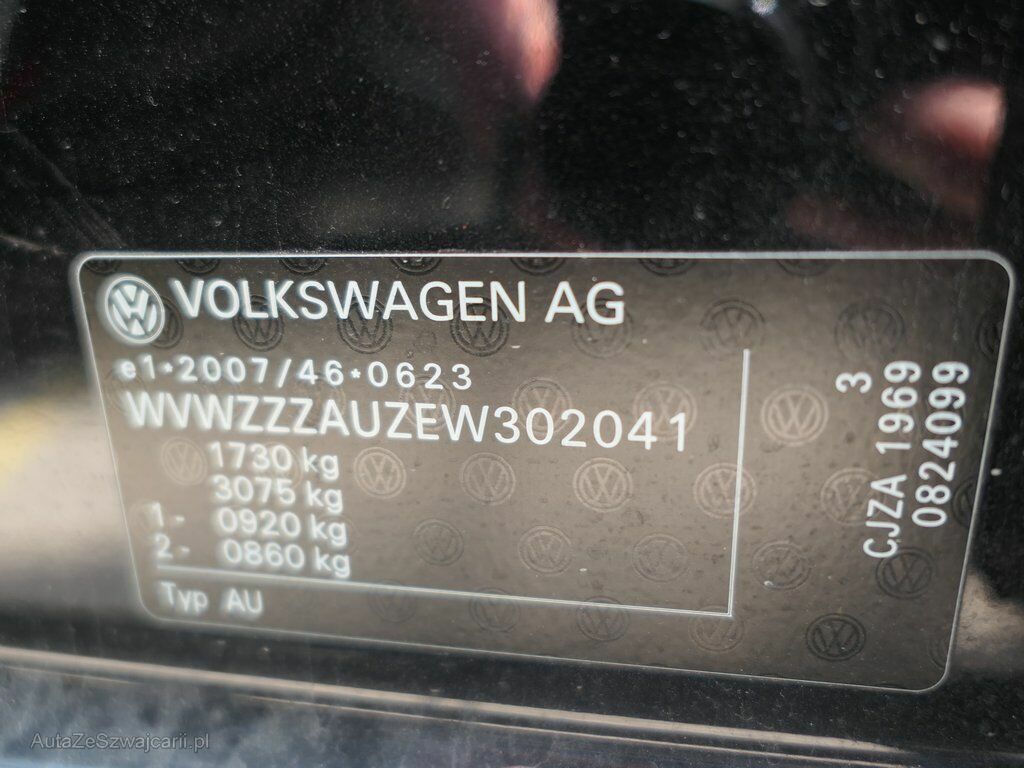 VOLKSWAGEN AG
e1*2007/46*0623
WVWZZZAUZEW302041
1730 kg
3075 kg
1- 0920 kg
2- 0860 kg
Typ AU
3
CJZA 1969
0824099
AutaZeSzwajcarii.pl